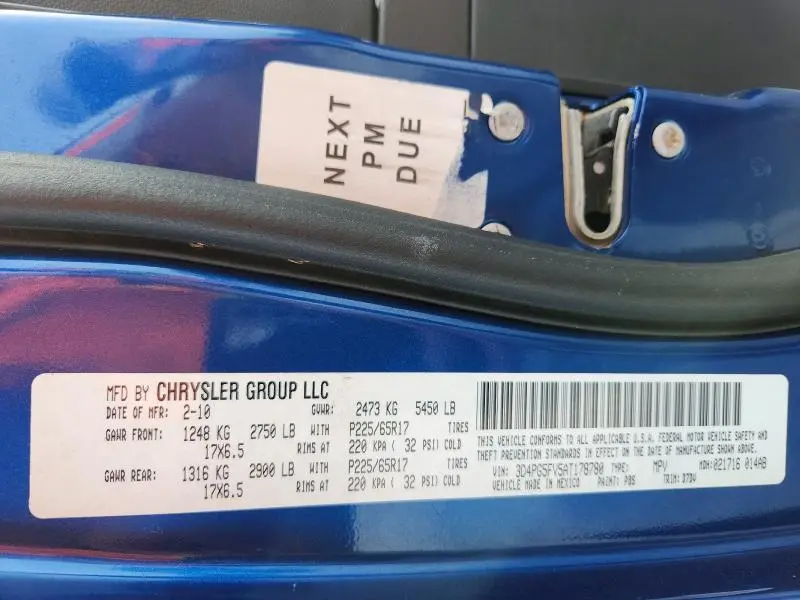 NEXT
PM
DUE
MFD BY CHRYSLER GROUP LLC
DATE OF MFR: 2-10 GVWR: 2473 KG 5450 LB
GAWR FRONT: 1248 KG 2750 LB WITH P225/65R17 TIRES
17X6.5 RIMS AT 220 KPA ( 32 PSI) COLD
GAWR REAR: 1316 KG 2900 LB WITH P225/65R17 TIRES
17X6.5 RIMS AT 220 KPA ( 32 PSI) COLD
THIS VEHICLE CONFORMS TO ALL APPLICABLE U.S.A. FEDERAL MOTOR VEHICLE SAFETY AND
THEFT PREVENTION STANDARDS IN EFFECT ON THE DATE OF MANUFACTURE SHOWN ABOVE.
VIN: 3D4PG5FV5AT178780 TYPE: MPV MDH: 021716 014AB
VEHICLE MADE IN MEXICO PAINT: PBS TRIM: D7DV